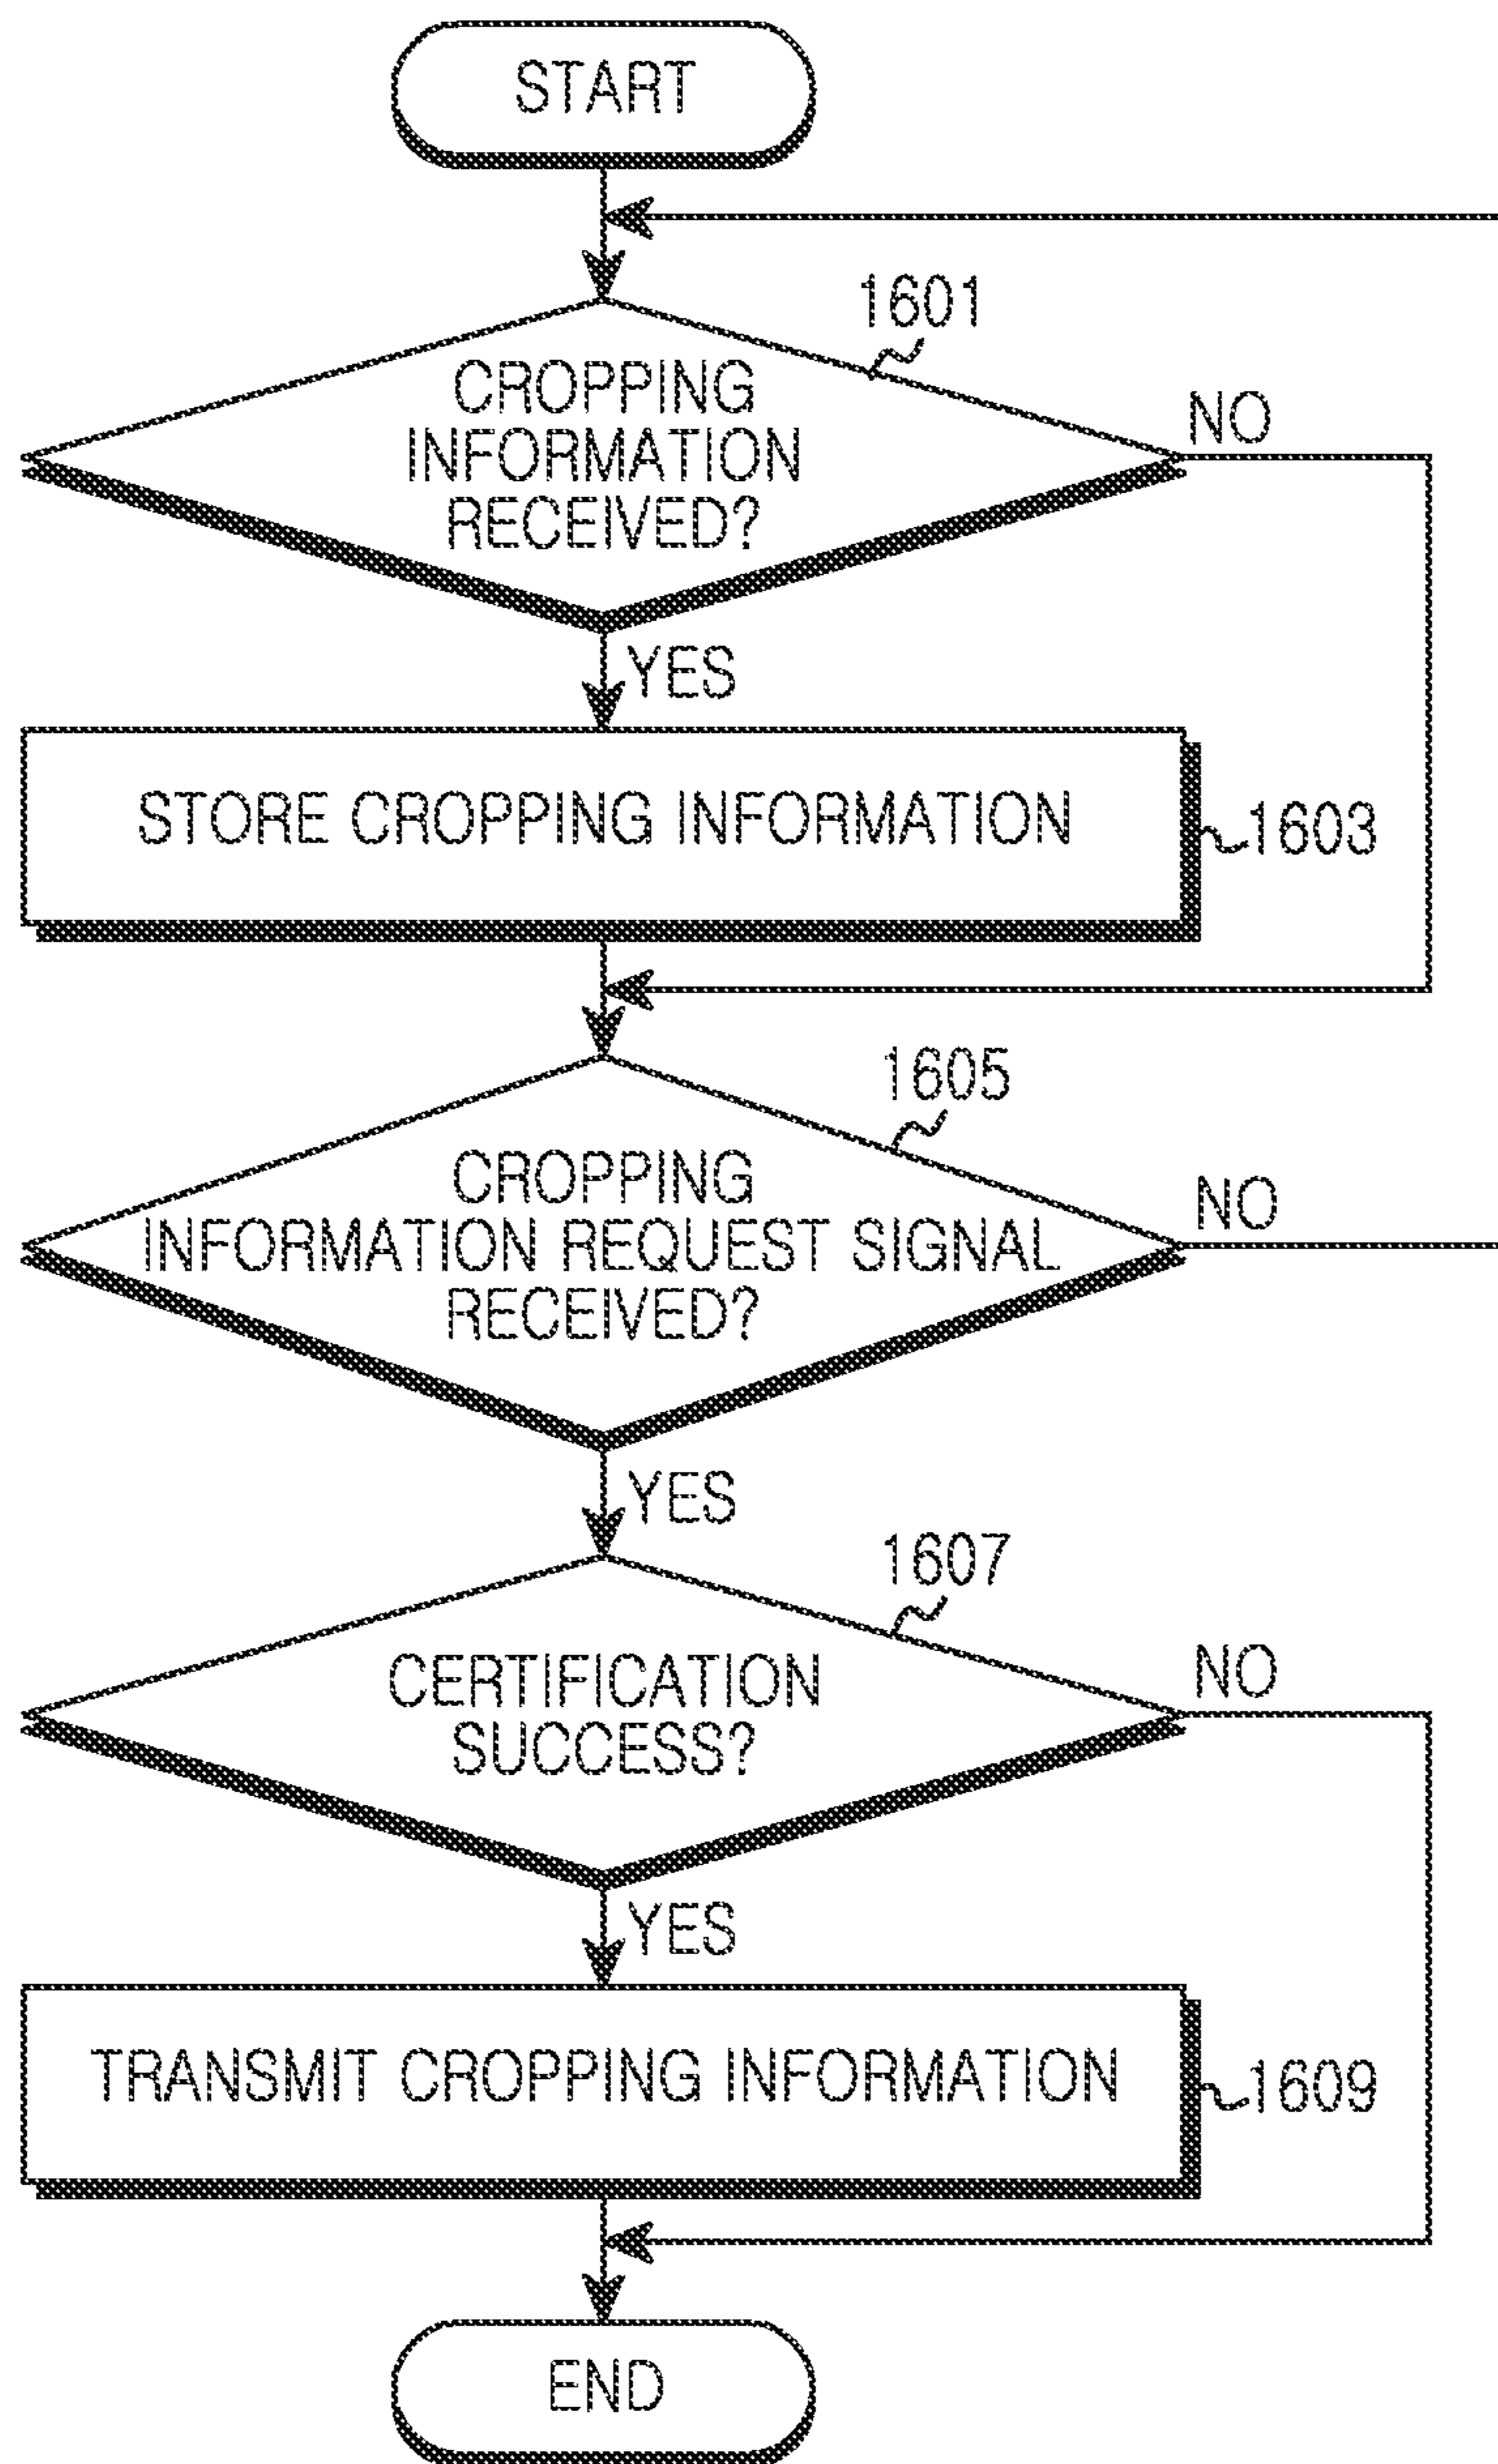 START
1601
CROPPING
INFORMATION
RECEIVED?
NO
YES
STORE CROPPING INFORMATION
1603
1605
CROPPING
INFORMATION REQUEST SIGNAL
RECEIVED?
NO
YES
1607
CERTIFICATION
SUCCESS?
NO
YES
TRANSMIT CROPPING INFORMATION
1609
END